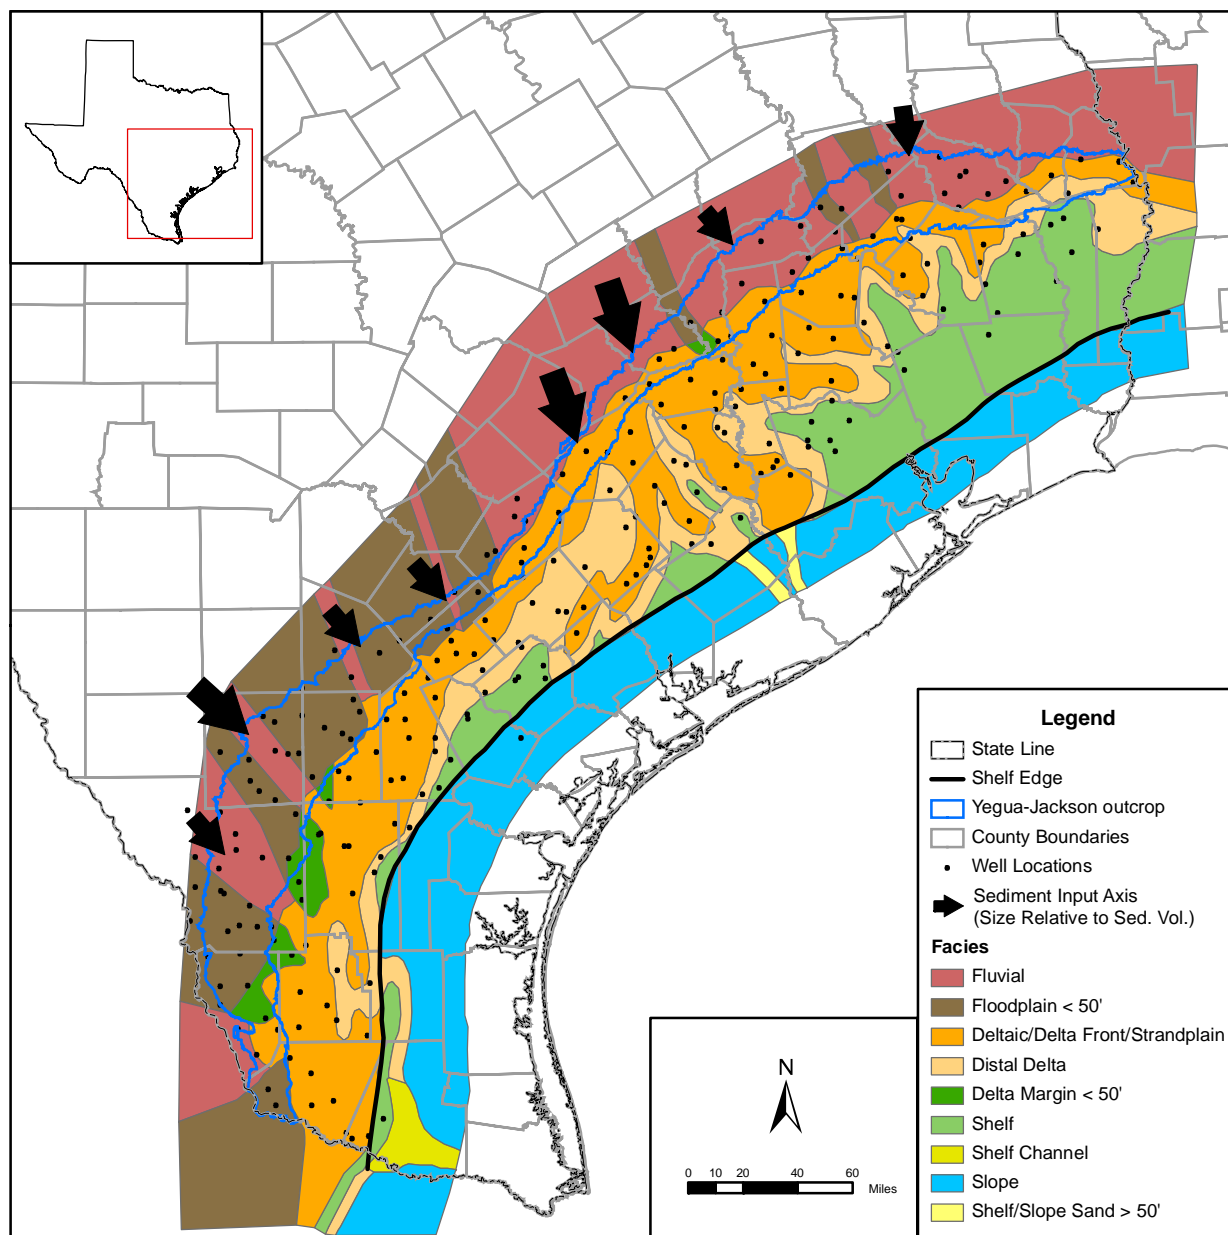 Legend
State Line
Shelf Edge
Yegua-Jackson outcrop
County Boundaries
Well Locations
Sediment Input Axis
(Size Relative to Sed. Vol.)
Facies
Fluvial
Floodplain < 50'
Deltaic/Delta Front/Strandplain
Distal Delta
Delta Margin < 50'
Shelf
Shelf Channel
Slope
Shelf/Slope Sand > 50'
N
0 10 20 40 60 Miles